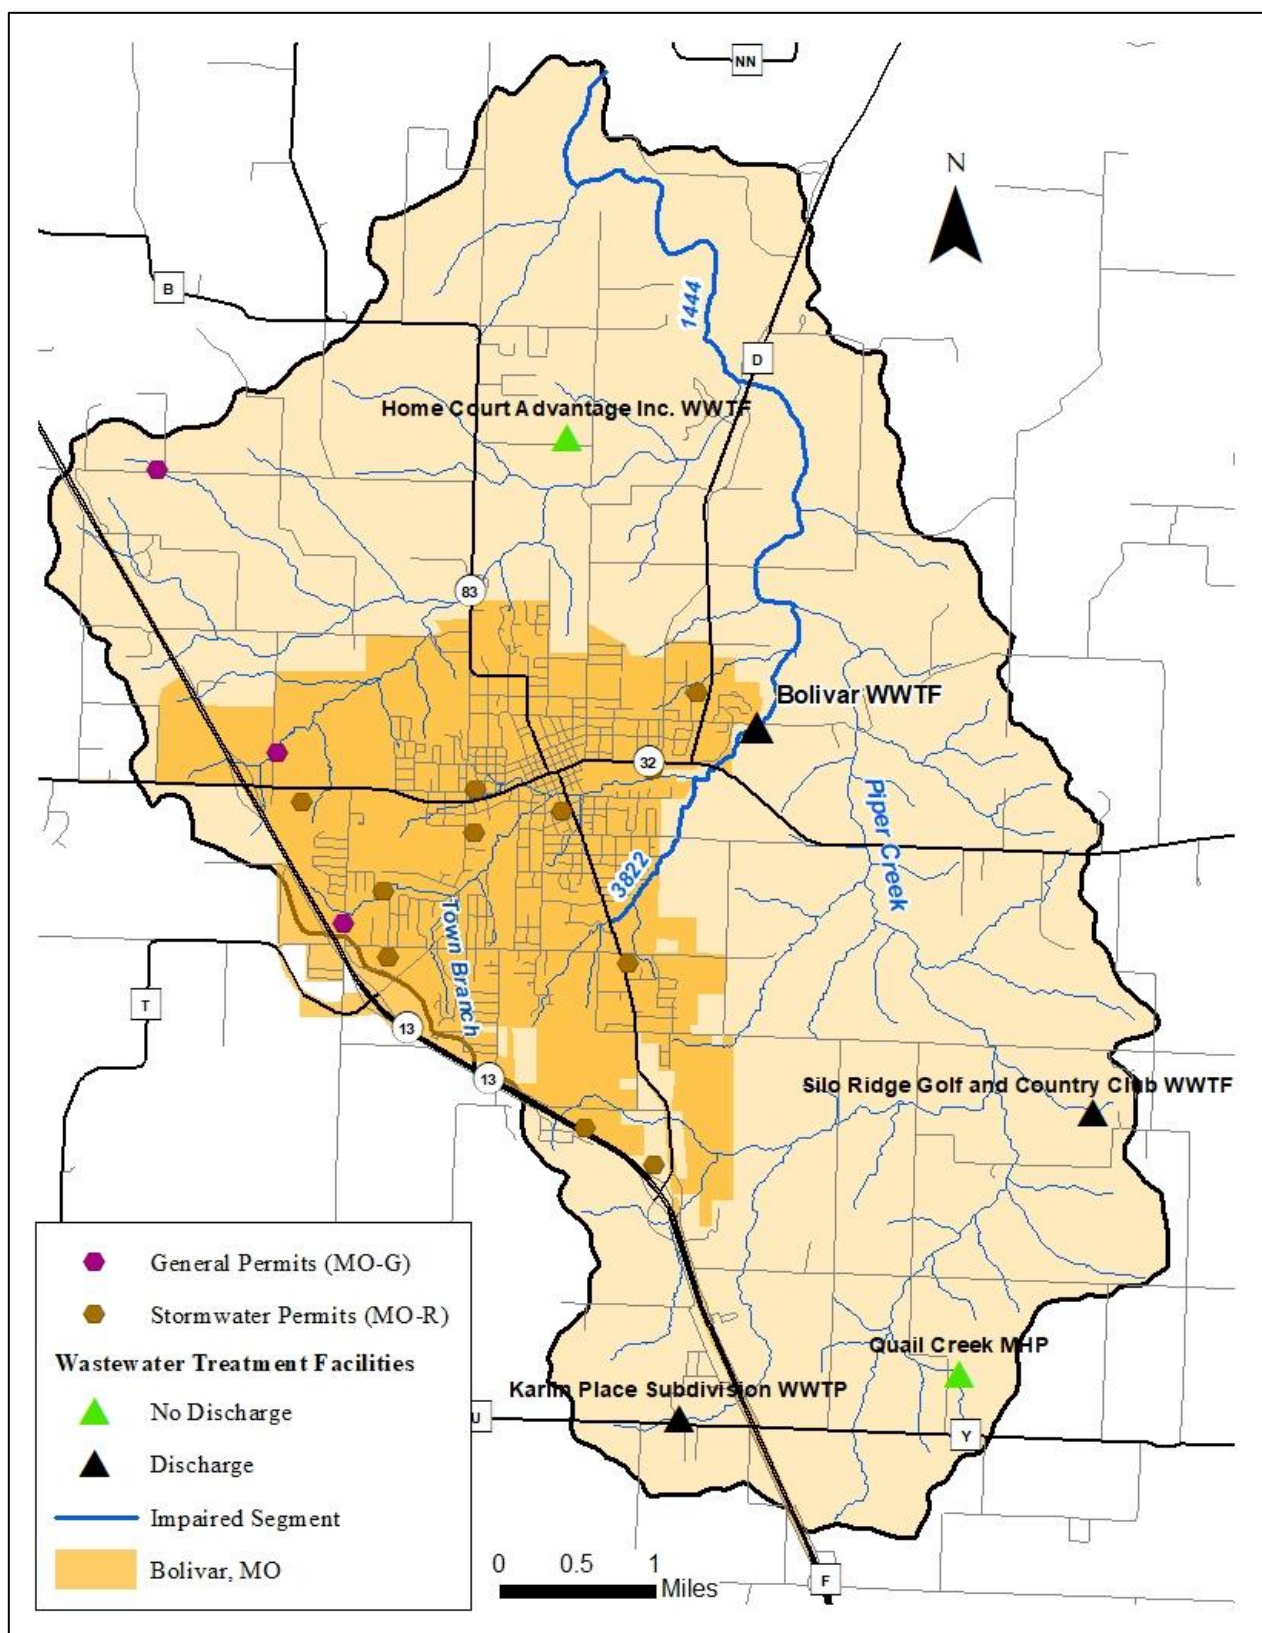 NN
N
B
1444
D
Home Court Advantage Inc. WWTF
83
Bolivar WWTF
32
Piper Creek
3822
Town Branch
T
13
13
Silo Ridge Golf and Country Club WWTF
General Permits (MO-G)
Stormwater Permits (MO-R)
Wastewater Treatment Facilities
No Discharge
Discharge
Impaired Segment
Bolivar, MO
Quail Creek MHP
Karlin Place Subdivision WWTP
U
Y
0 0.5 1
Miles
F